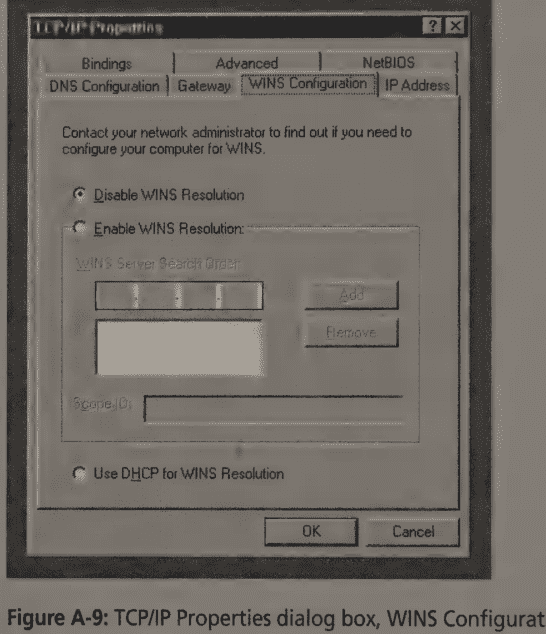 TCP/IP Properties
Bindings Advanced NetBIOS
DNS Configuration Gateway WINS Configuration IP Address
Contact your network administrator to find out if you need to
configure your computer for WINS.
Disable WINS Resolution
Enable WINS Resolution:
WINS Server Search Order:
Add
Remove
Scope ID:
Use DHCP for WINS Resolution
OK Cancel
Figure A-9: TCP/IP Properties dialog box, WINS Configurat